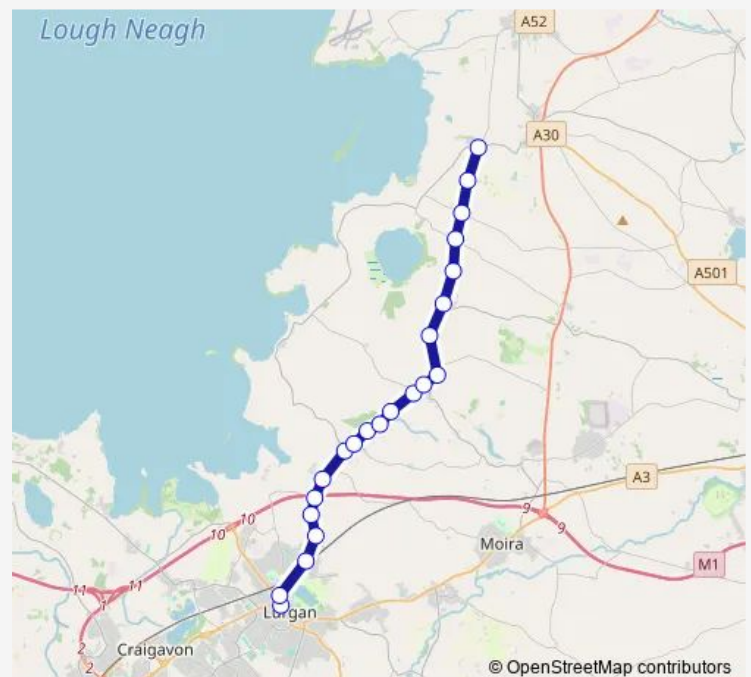 Lough Neagh
A52
A30
A501
A3
9
9
10
10
Moira
M1
11
11
1
Lurgan
2
Craigavon
2
© OpenStreetMap contributors